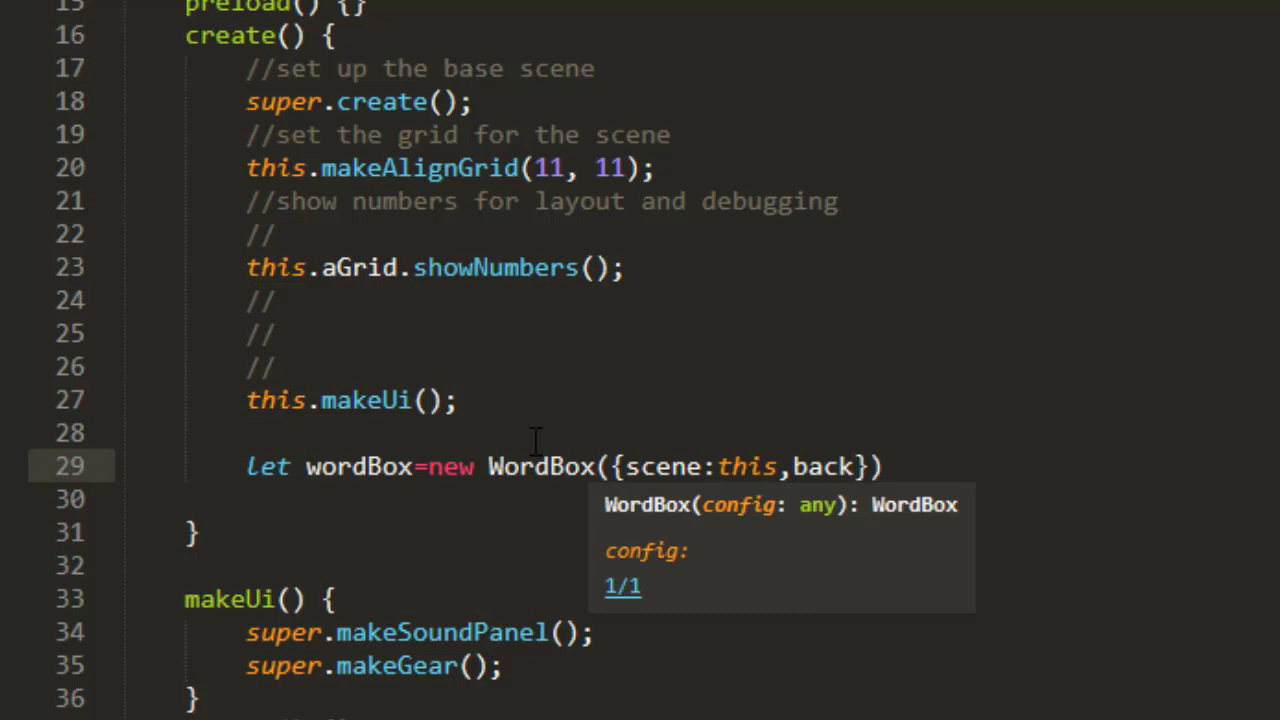 15 preload() {}
16 create() {
17 //set up the base scene
18 super.create();
19 //set the grid for the scene
20 this.makeAlignGrid(11, 11);
21 //show numbers for layout and debugging
22 //
23 this.aGrid.showNumbers();
24 //
25 //
26 //
27 this.makeUi();
28
29 let wordBox=new WordBox({scene:this,back})
30 WordBox(config: any): WordBox
31 }
config:
32
1/1
33 makeUi() {
34 super.makeSoundPanel();
35 super.makeGear();
36 }